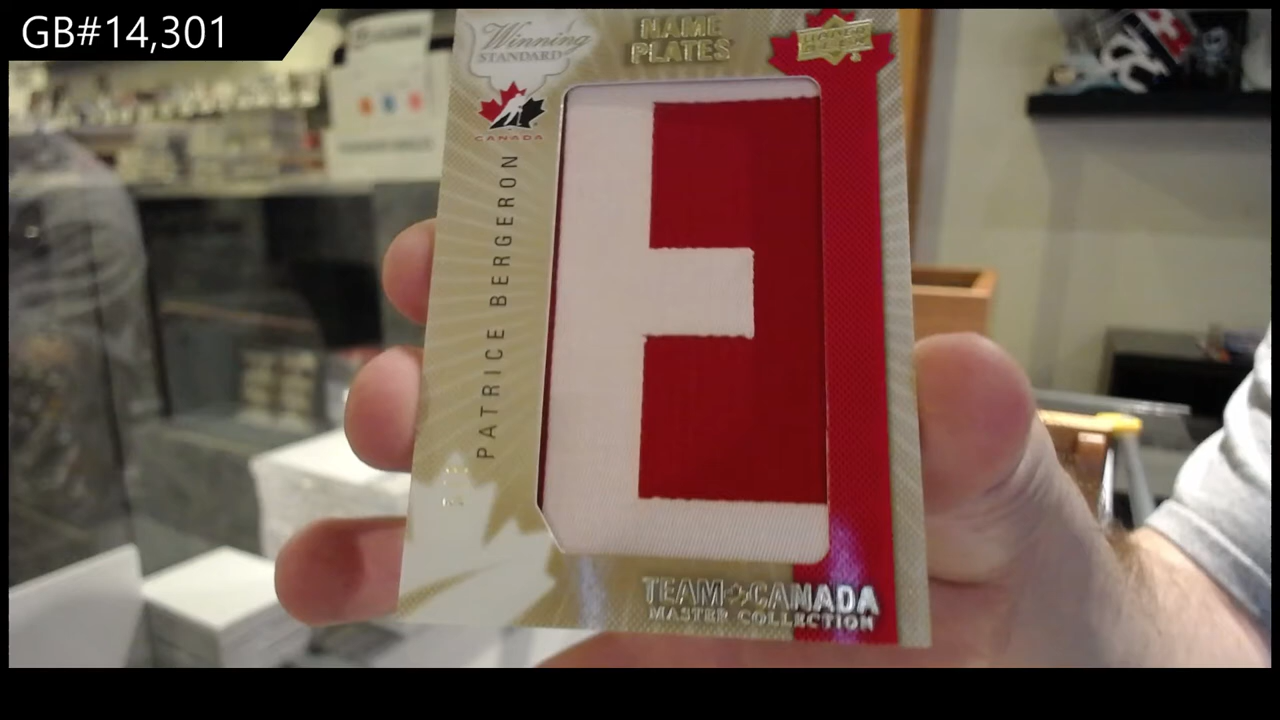 GB#14,301
Winning
STANDARD
NAME
PLATES
UPPER
DECK
CANADA
PATRICE BERGERON
E
TEAM CANADA
MASTER COLLECTION